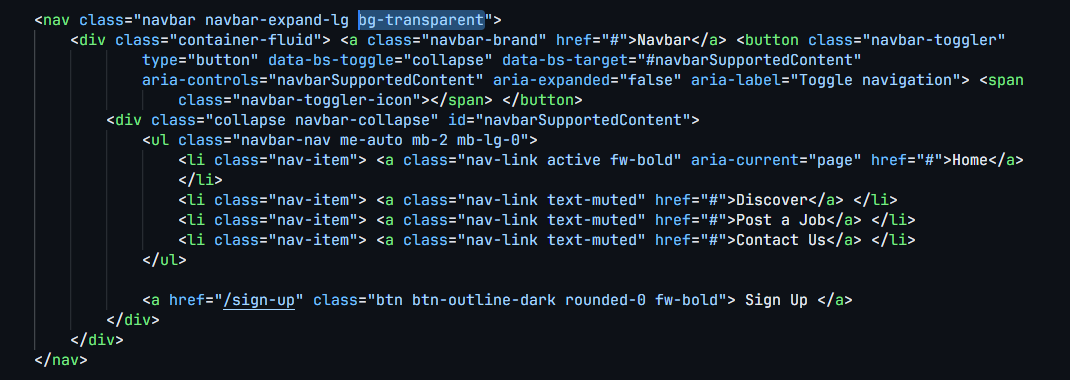 <nav class="navbar navbar-expand-lg bg-transparent">
<div class="container-fluid"> <a class="navbar-brand" href="#">Navbar</a> <button class="navbar-toggler"
type="button" data-bs-toggle="collapse" data-bs-target="#navbarSupportedContent"
aria-controls="navbarSupportedContent" aria-expanded="false" aria-label="Toggle navigation"> <span
class="navbar-toggler-icon"></span> </button>
<div class="collapse navbar-collapse" id="navbarSupportedContent">
<ul class="navbar-nav me-auto mb-2 mb-lg-0">
<li class="nav-item"> <a class="nav-link active fw-bold" aria-current="page" href="#">Home</a>
</li>
<li class="nav-item"> <a class="nav-link text-muted" href="#">Discover</a> </li>
<li class="nav-item"> <a class="nav-link text-muted" href="#">Post a Job</a> </li>
<li class="nav-item"> <a class="nav-link text-muted" href="#">Contact Us</a> </li>
</ul>
<a href="/sign-up" class="btn btn-outline-dark rounded-0 fw-bold"> Sign Up </a>
</div>
</div>
</nav>